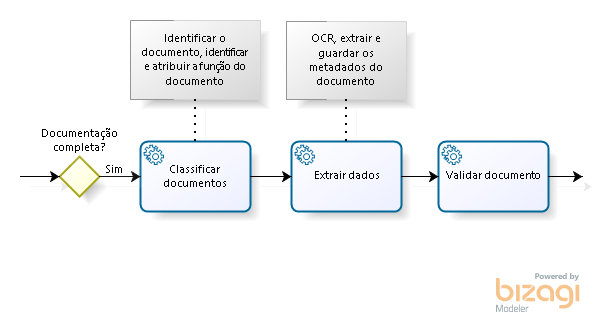 Identificar o
documento, identificar
e atribuir a função do
documento
OCR, extrair e
guardar os
metadados do
documento
Documentação
completa?
Sim
Classificar
documentos
Extrair dados
Validar documento
Powered by
bizagi
Modeler